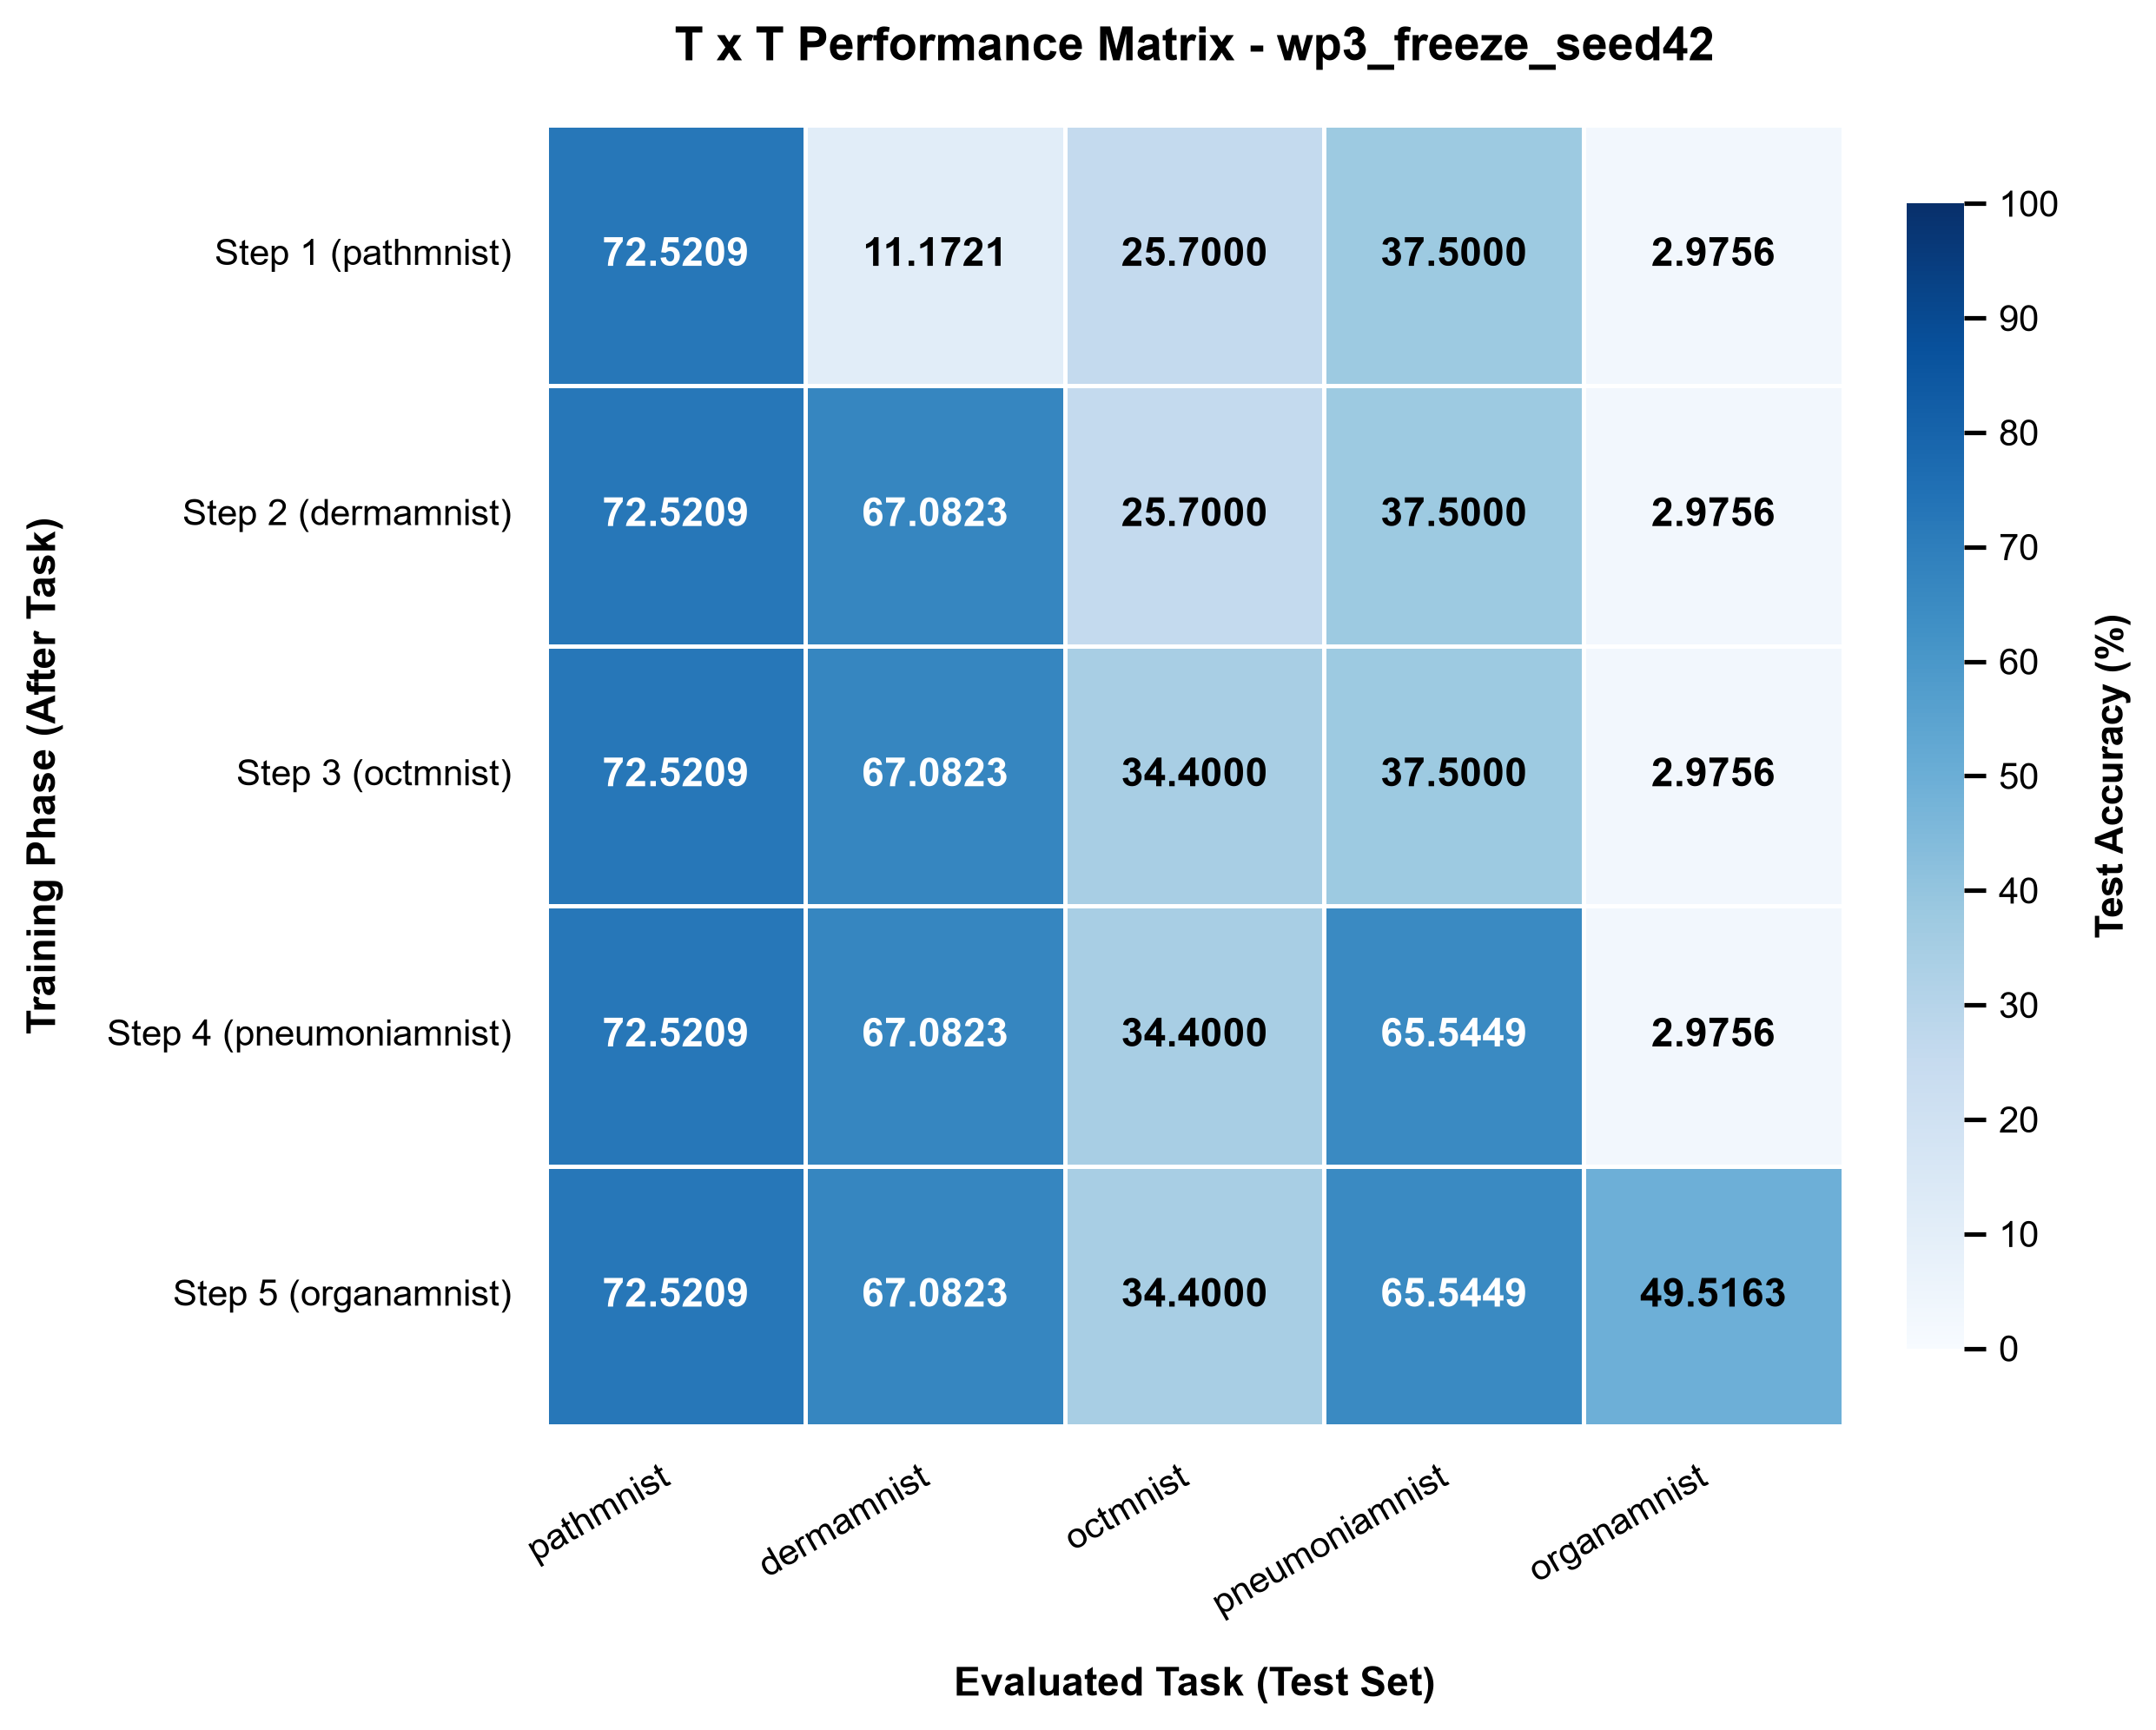 T x T Performance Matrix - wp3_freeze_seed42
Training Phase (After Task)
Step 1 (pathmnist) 72.5209 11.1721 25.7000 37.5000 2.9756
Step 2 (dermamnist) 72.5209 67.0823 25.7000 37.5000 2.9756
Step 3 (octmnist) 72.5209 67.0823 34.4000 37.5000 2.9756
Step 4 (pneumoniamnist) 72.5209 67.0823 34.4000 65.5449 2.9756
Step 5 (organamnist) 72.5209 67.0823 34.4000 65.5449 49.5163
pathmnist dermamnist octmnist pneumoniamnist organamnist
Evaluated Task (Test Set)
100
90
80
70
60
50
40
30
20
10
0
Test Accuracy (%)